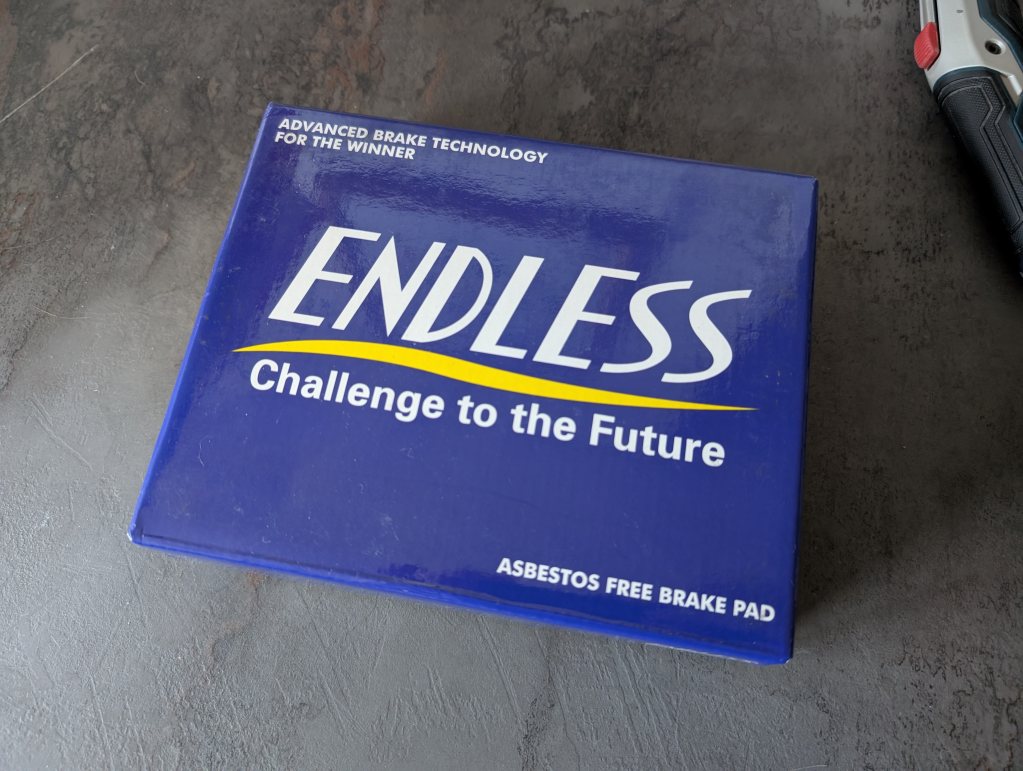 ADVANCED BRAKE TECHNOLOGY
FOR THE WINNER
ENDLESS
Challenge to the Future
ASBESTOS FREE BRAKE PAD